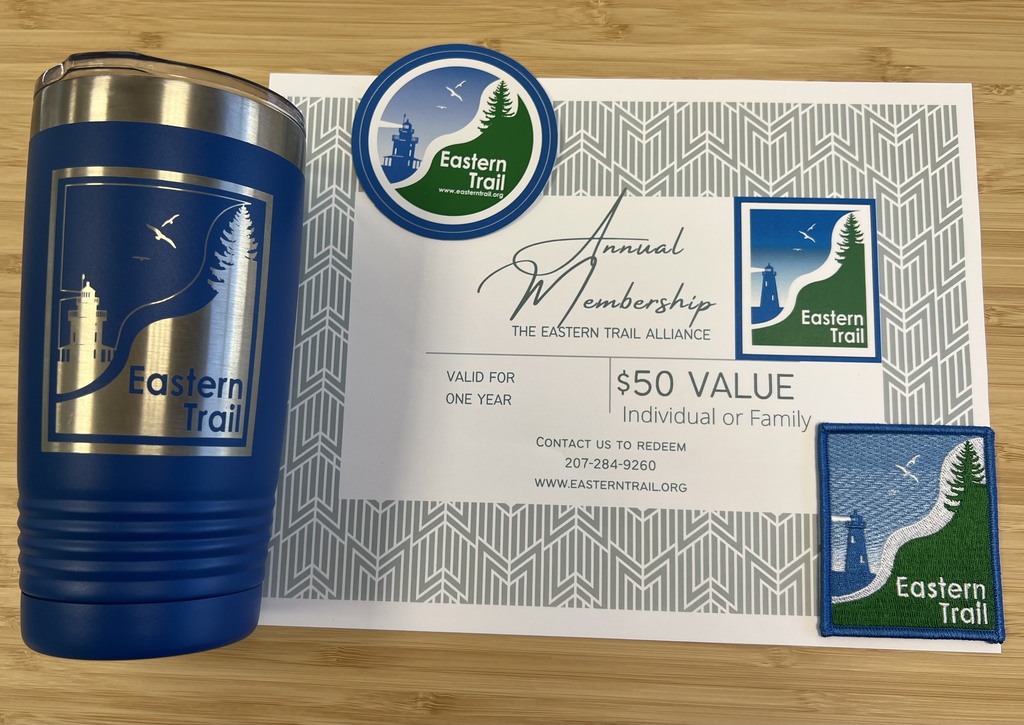 Eastern
Trail
Eastern
Trail
www.easterntrail.org
Annual
Membership
THE EASTERN TRAIL ALLIANCE
Eastern
Trail
VALID FOR
ONE YEAR
$50 VALUE
Individual or Family
CONTACT US TO REDEEM
207-284-9260
WWW.EASTERNTRAIL.ORG
Eastern
Trail